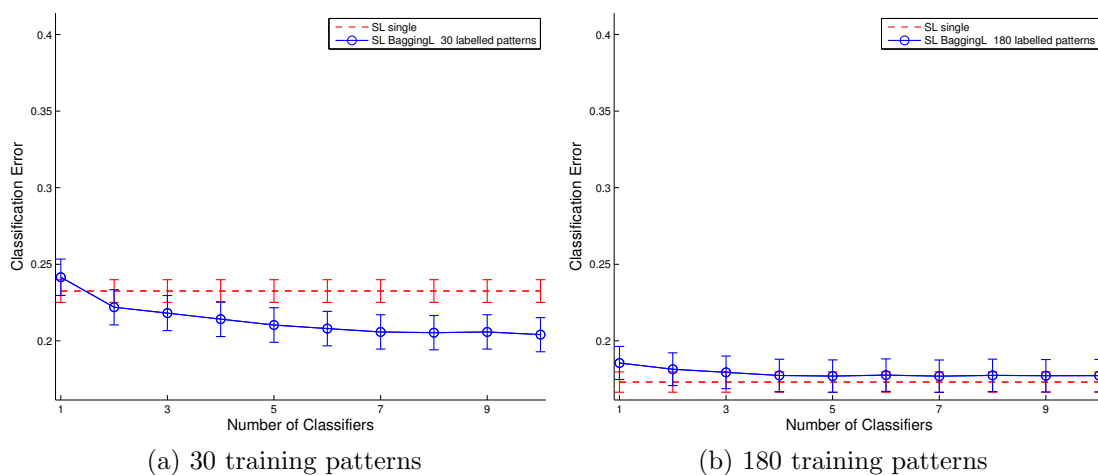 SL single
SL BaggingL 30 labelled patterns
0.4
0.35
0.3
0.25
0.2
Classification Error
1 3 5 7 9
Number of Classifiers
(a) 30 training patterns
SL single
SL BaggingL 180 labelled patterns
0.4
0.35
0.3
0.25
0.2
Classification Error
1 3 5 7 9
Number of Classifiers
(b) 180 training patterns